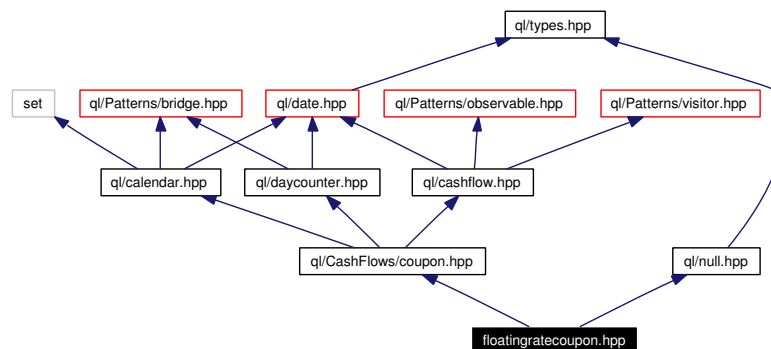 ql/types.hpp
set
ql/Patterns/bridge.hpp
ql/date.hpp
ql/Patterns/observable.hpp
ql/Patterns/visitor.hpp
ql/calendar.hpp
ql/daycounter.hpp
ql/cashflow.hpp
ql/CashFlows/coupon.hpp
ql/null.hpp
floatingratecoupon.hpp